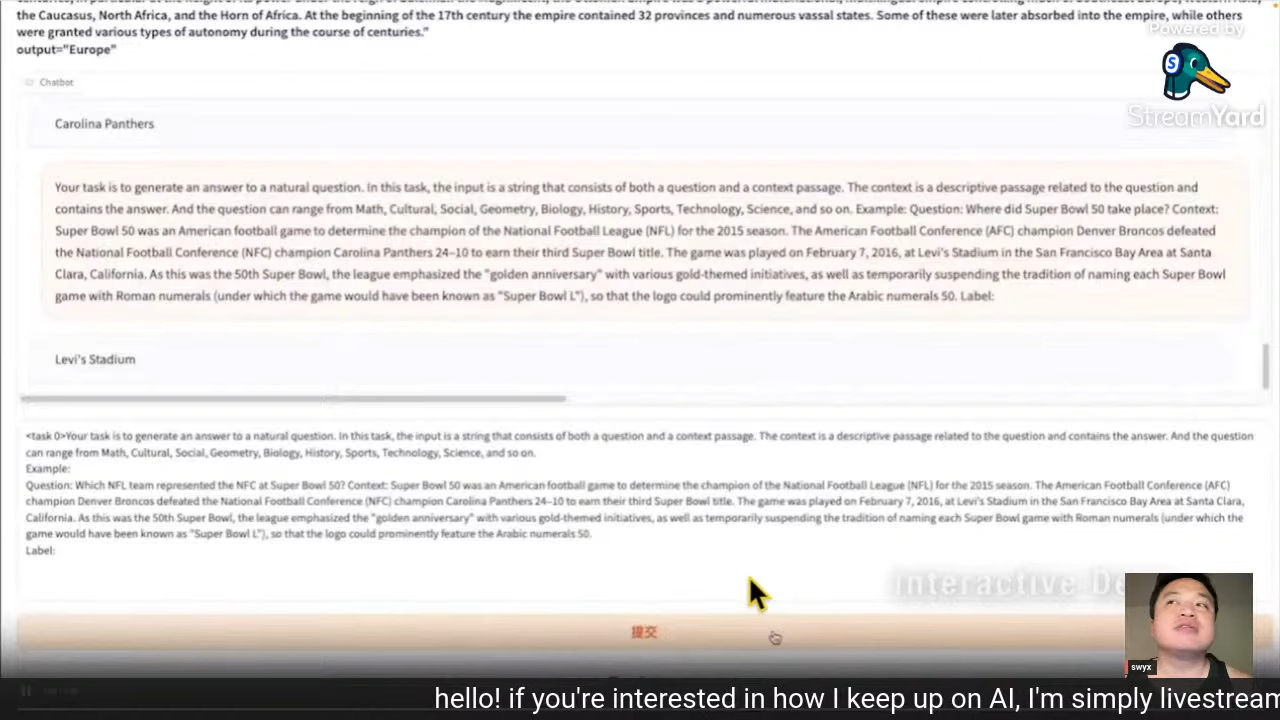 the Caucasus, North Africa, and the Horn of Africa. At the beginning of the 17th century the empire contained 32 provinces and numerous vassal states. Some of these were later absorbed into the empire, while others
were granted various types of autonomy during the course of centuries."
output="Europe"
Powered by
StreamYard
Chatbot
Carolina Panthers
Your task is to generate an answer to a natural question. In this task, the input is a string that consists of both a question and a context passage. The context is a descriptive passage related to the question and
contains the answer. And the question can range from Math, Cultural, Social, Geometry, Biology, History, Sports, Technology, Science, and so on. Example: Question: Where did Super Bowl 50 take place? Context:
Super Bowl 50 was an American football game to determine the champion of the National Football League (NFL) for the 2015 season. The American Football Conference (AFC) champion Denver Broncos defeated
the National Football Conference (NFC) champion Carolina Panthers 24–10 to earn their third Super Bowl title. The game was played on February 7, 2016, at Levi's Stadium in the San Francisco Bay Area at Santa
Clara, California. As this was the 50th Super Bowl, the league emphasized the "golden anniversary" with various gold-themed initiatives, as well as temporarily suspending the tradition of naming each Super Bowl
game with Roman numerals (under which the game would have been known as "Super Bowl L"), so that the logo could prominently feature the Arabic numerals 50. Label:
Levi's Stadium
<task 0>Your task is to generate an answer to a natural question. In this task, the input is a string that consists of both a question and a context passage. The context is a descriptive passage related to the question and contains the answer. And the question
can range from Math, Cultural, Social, Geometry, Biology, History, Sports, Technology, Science, and so on.
Example:
Question: Which NFL team represented the NFC at Super Bowl 50? Context: Super Bowl 50 was an American football game to determine the champion of the National Football League (NFL) for the 2015 season. The American Football Conference (AFC)
champion Denver Broncos defeated the National Football Conference (NFC) champion Carolina Panthers 24–10 to earn their third Super Bowl title. The game was played on February 7, 2016, at Levi's Stadium in the San Francisco Bay Area at Santa Clara,
California. As this was the 50th Super Bowl, the league emphasized the "golden anniversary" with various gold-themed initiatives, as well as temporarily suspending the tradition of naming each Super Bowl game with Roman numerals (under which the
game would have been known as "Super Bowl L"), so that the logo could prominently feature the Arabic numerals 50.
Label:
Interactive
提交
swyx
hello! if you're interested in how I keep up on AI, I'm simply livestream